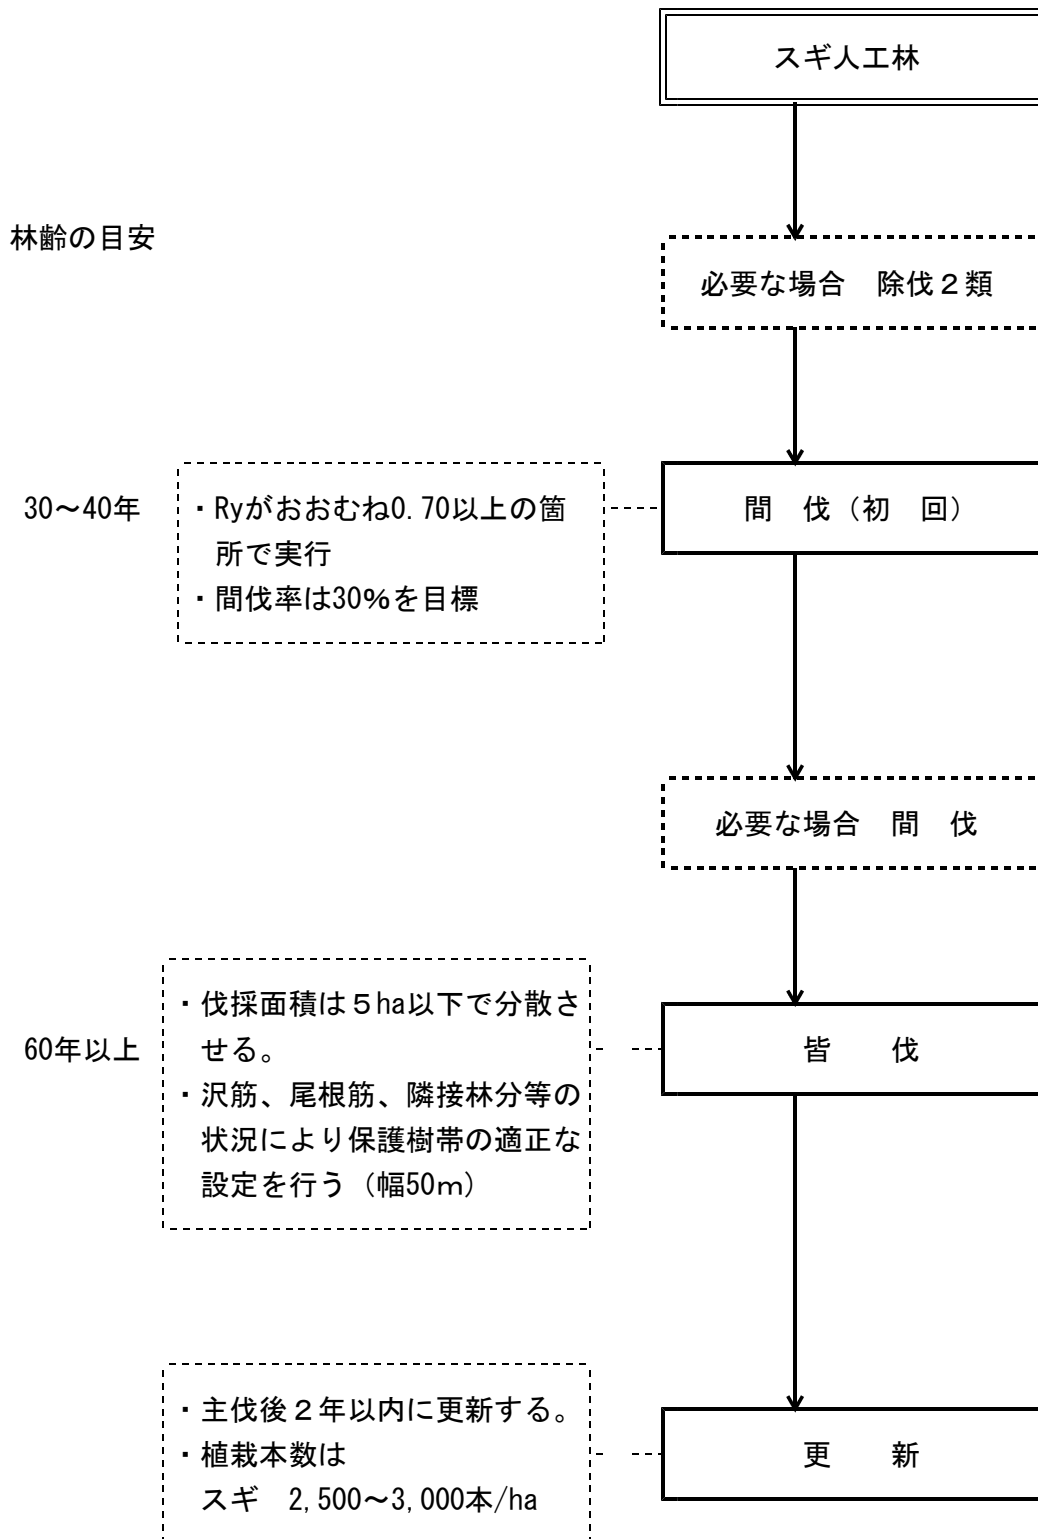 スギ人工林
林齢の目安
必要な場合　除伐２類
30～40年
・Ryがおおむね0.70以上の箇
所で実行
・間伐率は30％を目標
間　伐（初　回）
必要な場合　間　伐
60年以上
・伐採面積は５ha以下で分散さ
せる。
・沢筋、尾根筋、隣接林分等の
状況により保護樹帯の適正な
設定を行う（幅50ｍ）
皆　　伐
・主伐後２年以内に更新する。
・植栽本数は
スギ　2,500～3,000本/ha
更　　新